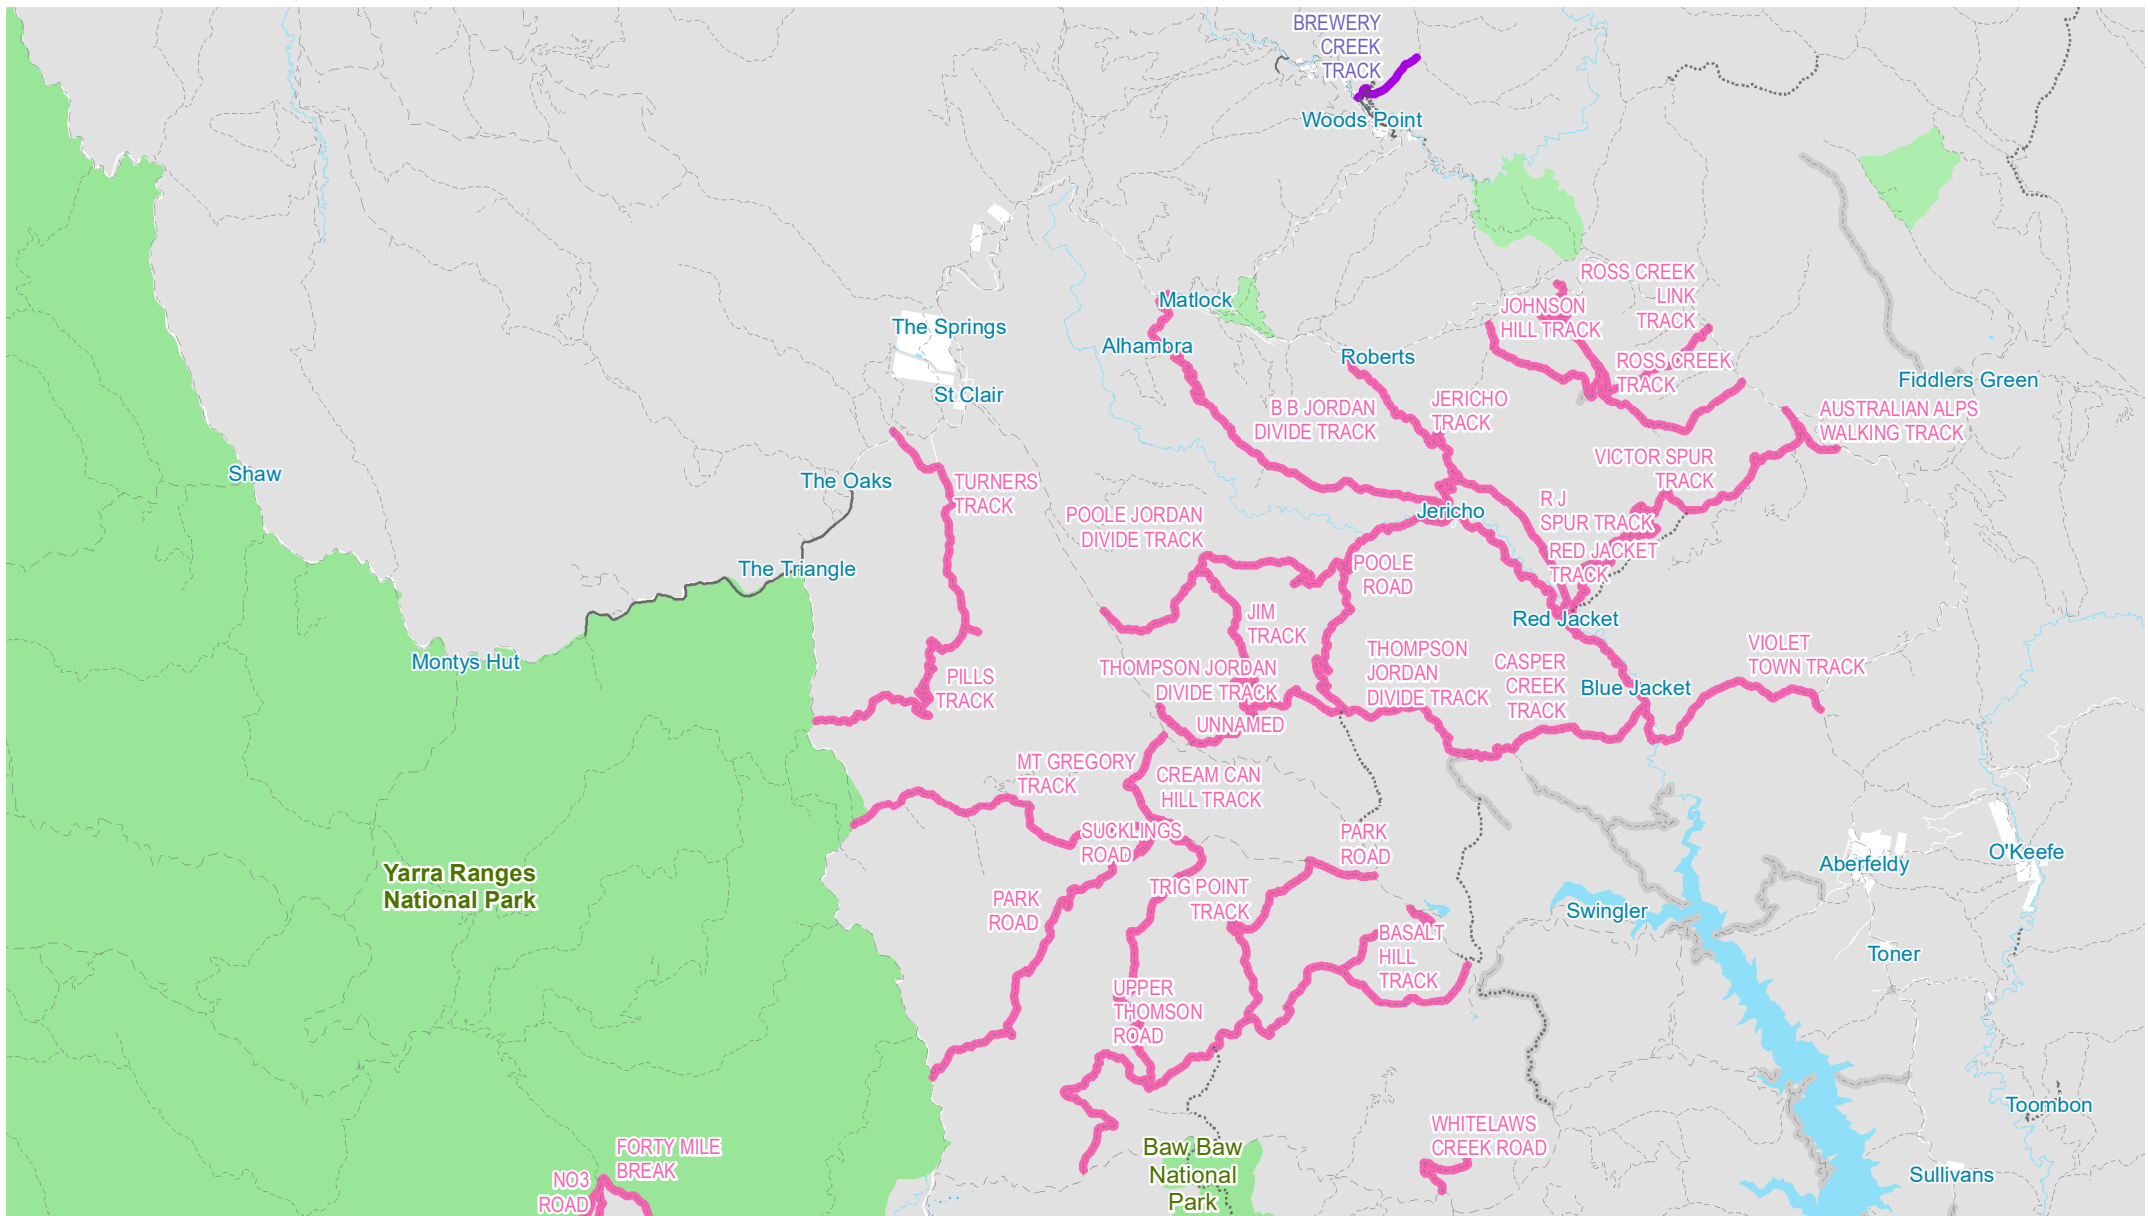 BREWERY
CREEK
TRACK
Woods Point
ROSS CREEK
LINK
TRACK
Matlock
JOHNSON
HILL TRACK
The Springs
Alhambra
Roberts
ROSS CREEK
TRACK
Fiddlers Green
St Clair
B B JORDAN
DIVIDE TRACK
JERICHO
TRACK
AUSTRALIAN ALPS
WALKING TRACK
Shaw
The Oaks
TURNERS
TRACK
VICTOR SPUR
TRACK
POOLE JORDAN
DIVIDE TRACK
Jericho
R J
SPUR TRACK
The Triangle
POOLE
ROAD
RED JACKET
TRACK
JIM
TRACK
Red Jacket
Montys Hut
PILLS
TRACK
THOMPSON JORDAN
DIVIDE TRACK
THOMPSON
JORDAN
DIVIDE TRACK
CASPER
CREEK
TRACK
Blue Jacket
VIOLET
TOWN TRACK
UNNAMED
MT GREGORY
TRACK
CREAM CAN
HILL TRACK
SUCKLINGS
ROAD
PARK
ROAD
Aberfeldy
O'Keefe
Yarra Ranges
National Park
PARK
ROAD
TRIG POINT
TRACK
Swingler
BASALT
HILL
TRACK
Toner
UPPER
THOMSON
ROAD
Toombon
FORTY MILE
BREAK
Baw Baw
National
Park
WHITELAWS
CREEK ROAD
NO3
ROAD
Sullivans